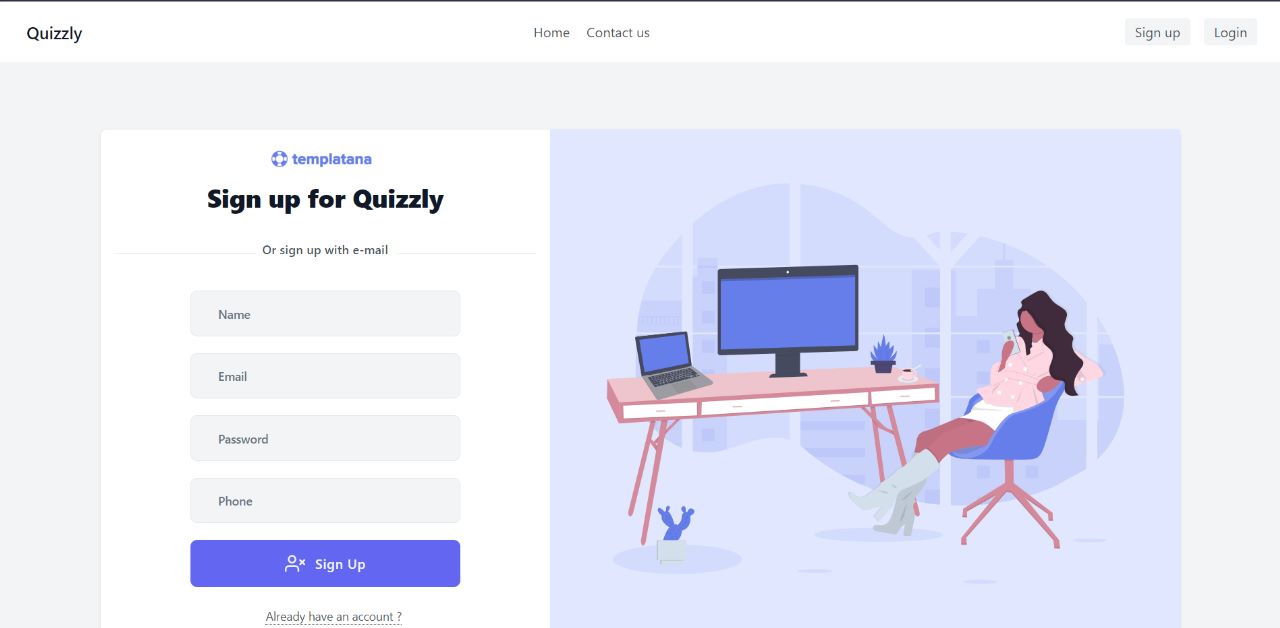 Quizzly
Home
Contact us
Sign up
Login
templatana
Sign up for Quizzly
Or sign up with e-mail
Name
Email
Password
Phone
Sign Up
Already have an account ?